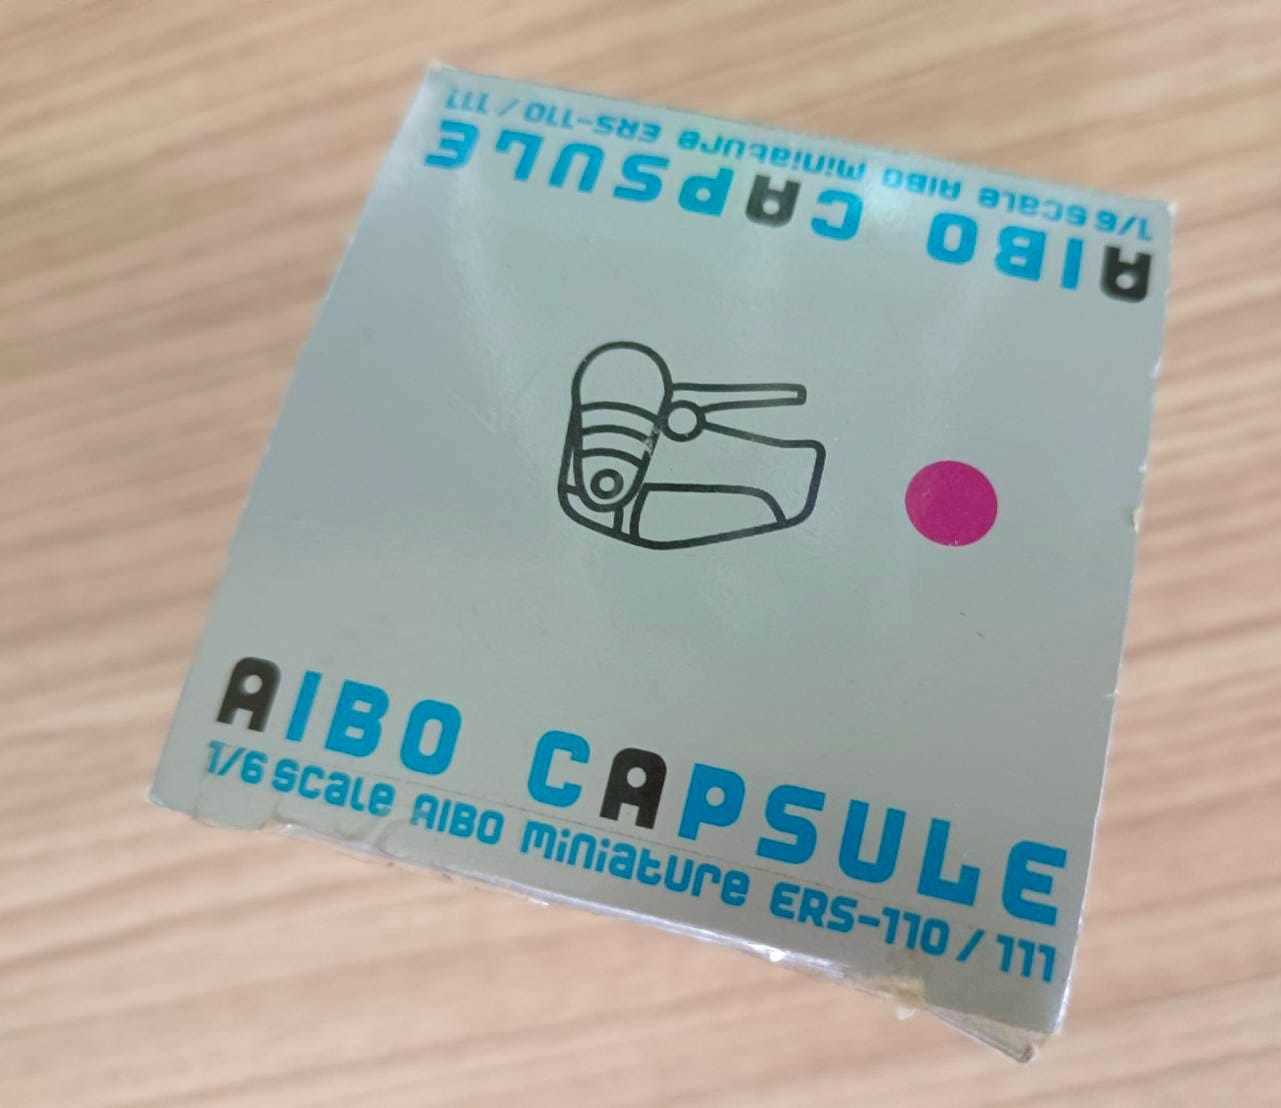 1/6 scale AIBO miniature ERS-110 / 111
AIBO CAPSULE
AIBO CAPSULE
1/6 scale AIBO miniature ERS-110 / 111